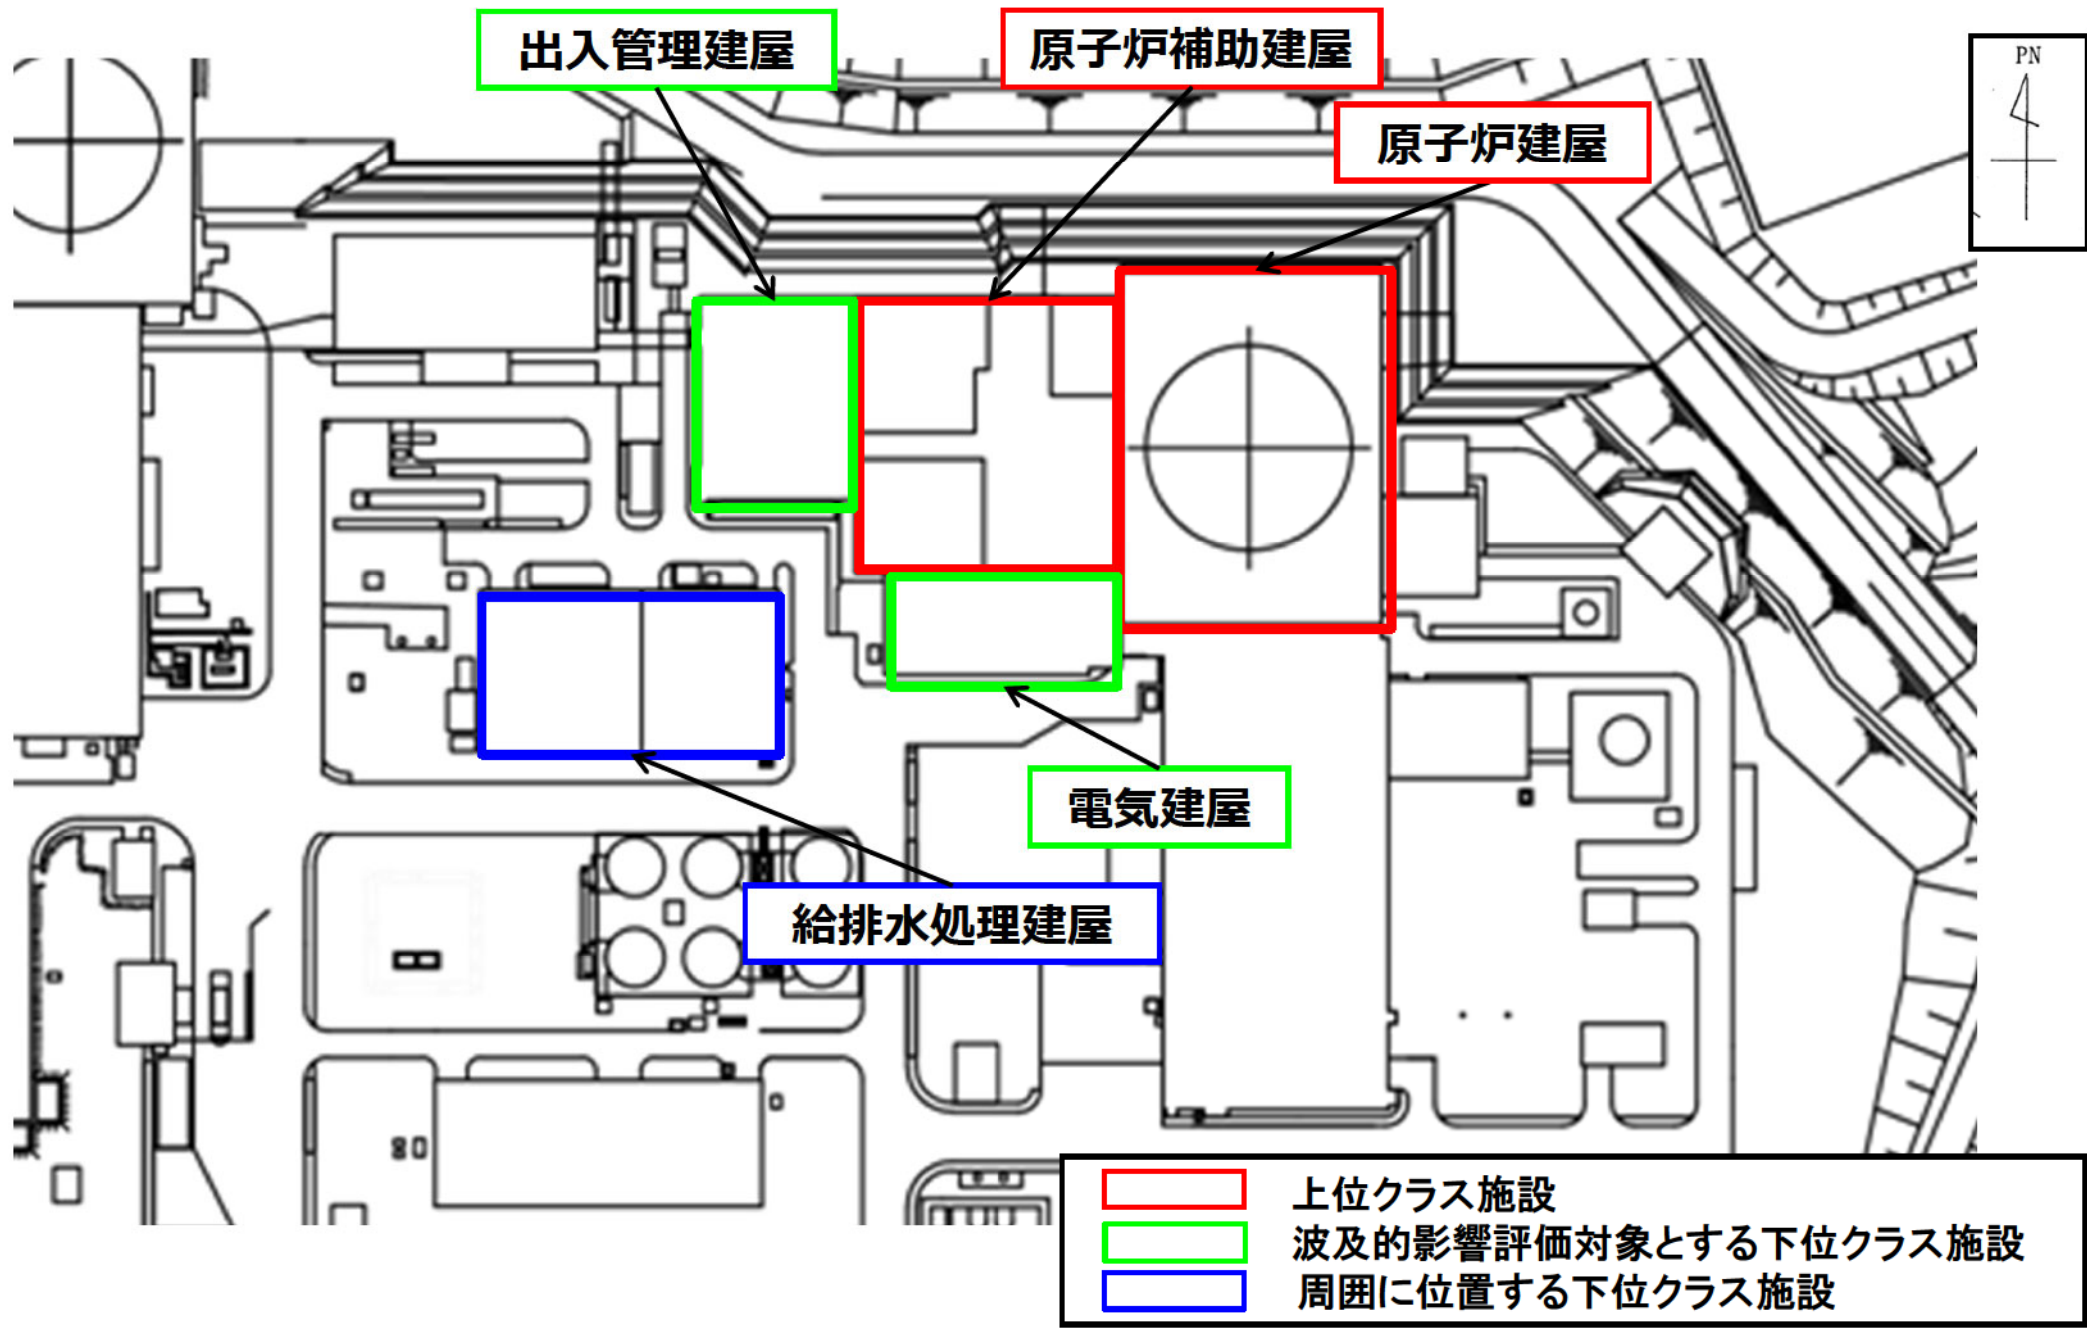 出入管理建屋
原子炉補助建屋
PN
原子炉建屋
電気建屋
給排水処理建屋
上位クラス施設
波及的影響評価対象とする下位クラス施設
周囲に位置する下位クラス施設